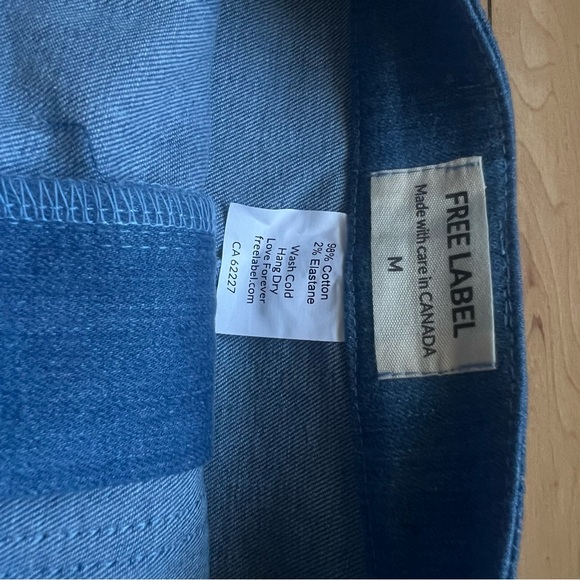 FREE LABEL
Made with care in CANADA
M
98% Cotton
2% Elastane
Wash Cold
Hang Dry
Love Forever
freelabel.com
CA 62227